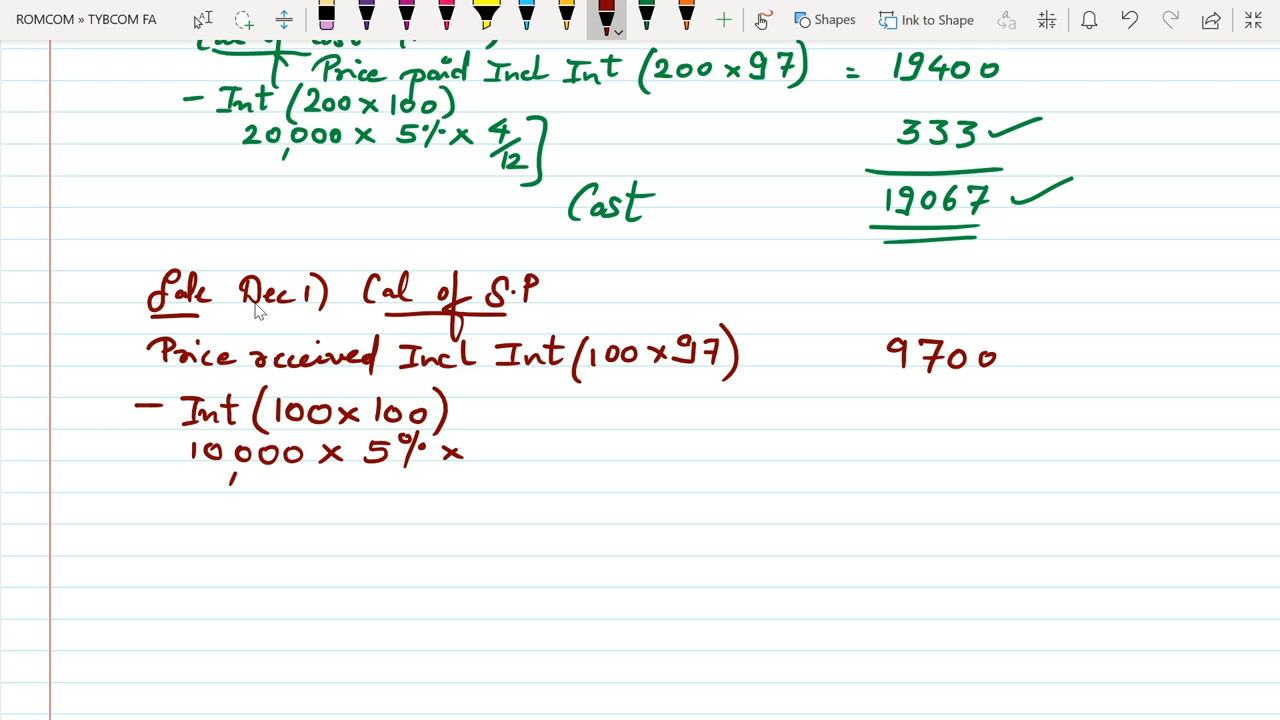 ROMCOM » TYBCOM FA
Shapes
Ink to Shape
Price paid Incl Int (200 x 97) = 19400
- Int (200 x 100)
20,000 x 5% x 4/12] 333 ✓
Cost 19067 ✓
Sale Dec 1) Cal of S.P
Price received Incl Int (100 x 97) 9700
- Int (100 x 100)
10,000 x 5% x